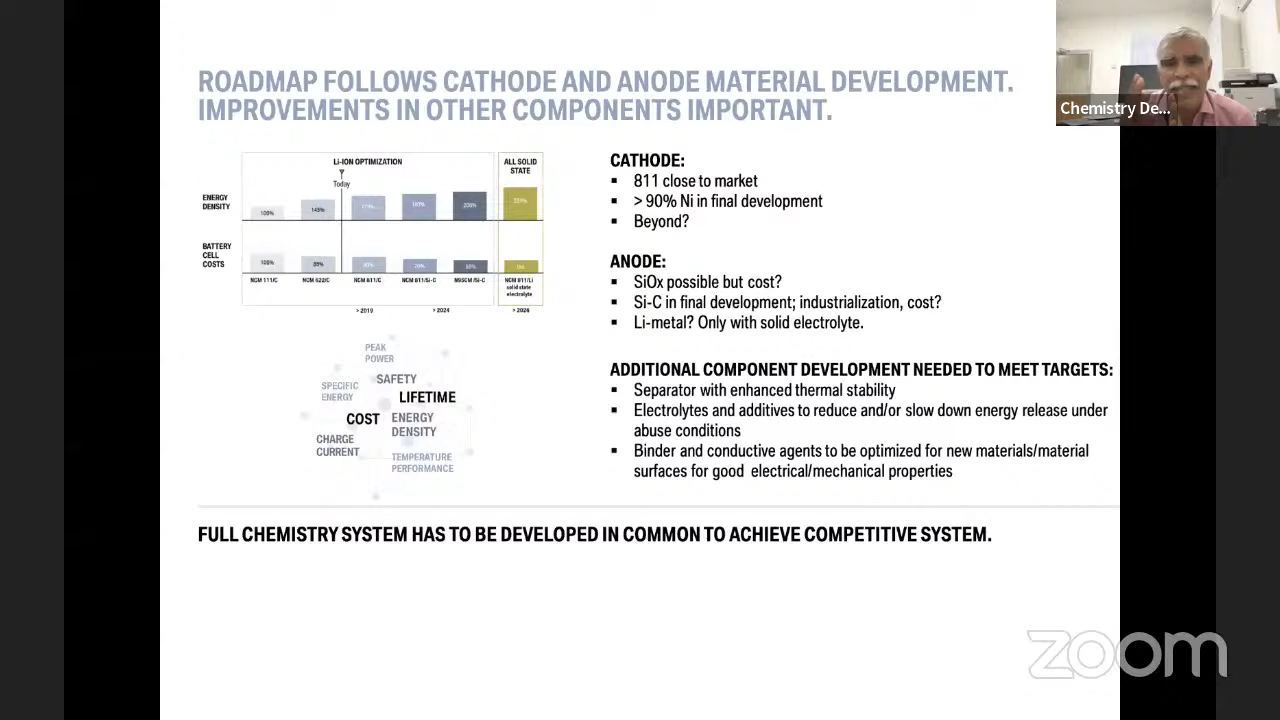 ROADMAP FOLLOWS CATHODE AND ANODE MATERIAL DEVELOPMENT.
IMPROVEMENTS IN OTHER COMPONENTS IMPORTANT.
Chemistry De...
Li-ION OPTIMIZATION
ALL SOLID
STATE
Today
ENERGY
DENSITY
100%
145%
200%
BATTERY
CELL
COSTS
100%
NCM 111/C
NCM 622/C
NCM 811/C
NCM 811/Si-C
/Si-C
NCM 811/Li
solid state
electrolyte
> 2019
> 2024
> 2026
PEAK
POWER
SAFETY
SPECIFIC
ENERGY
LIFETIME
COST
ENERGY
DENSITY
CHARGE
CURRENT
TEMPERATURE
PERFORMANCE
CATHODE:
▪ 811 close to market
▪ > 90% Ni in final development
▪ Beyond?
ANODE:
▪ SiOx possible but cost?
▪ Si-C in final development; industrialization, cost?
▪ Li-metal? Only with solid electrolyte.
ADDITIONAL COMPONENT DEVELOPMENT NEEDED TO MEET TARGETS:
▪ Separator with enhanced thermal stability
▪ Electrolytes and additives to reduce and/or slow down energy release under
abuse conditions
▪ Binder and conductive agents to be optimized for new materials/material
surfaces for good electrical/mechanical properties
FULL CHEMISTRY SYSTEM HAS TO BE DEVELOPED IN COMMON TO ACHIEVE COMPETITIVE SYSTEM.
zoom